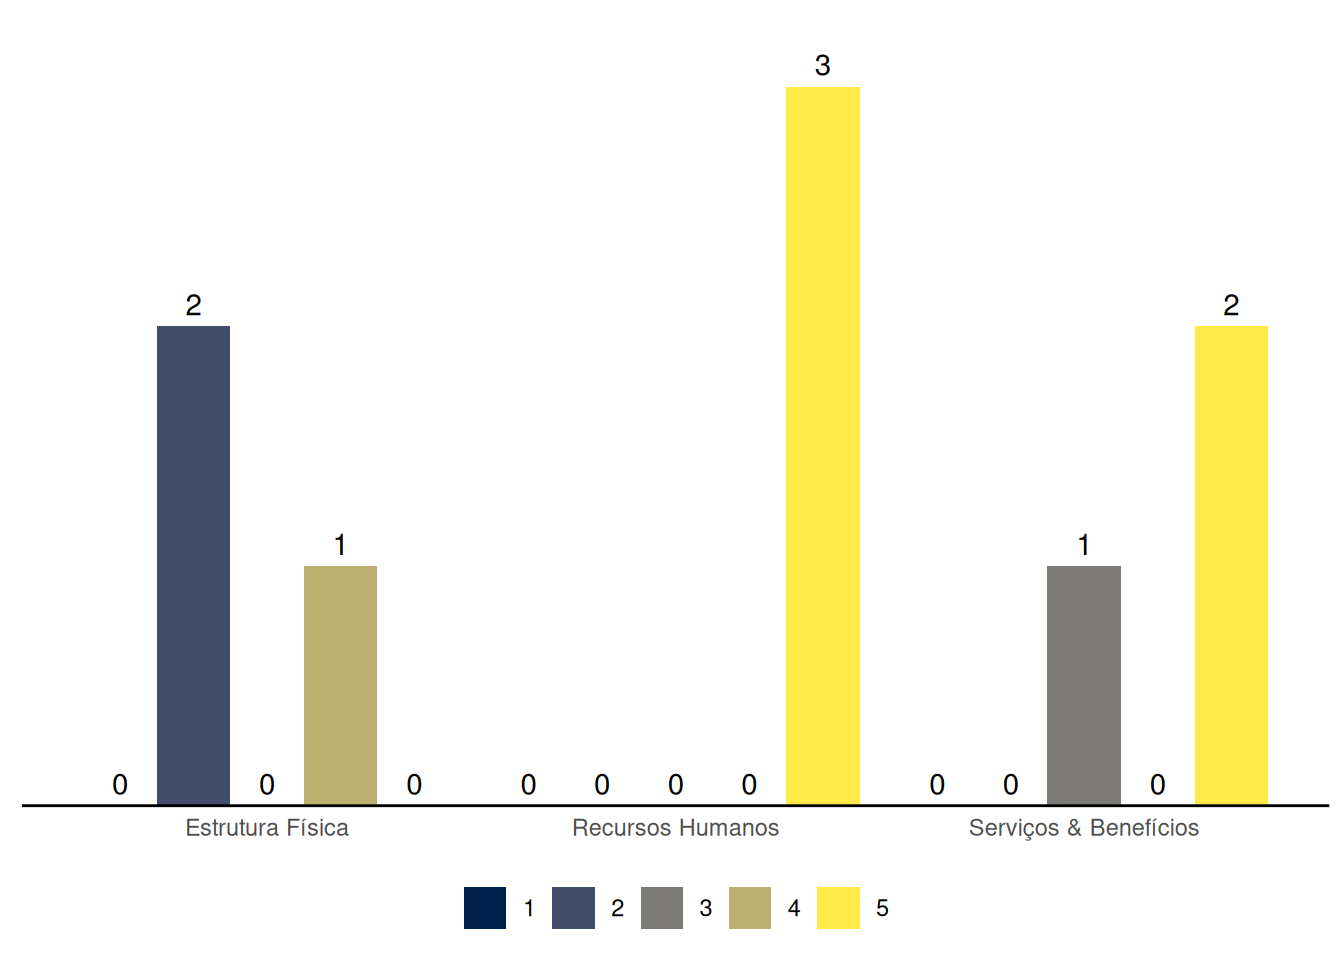 3
2 2
1 1
0 0 0 0 0 0 0 0 0 0
Estrutura Física Recursos Humanos Serviços & Benefícios
1 2 3 4 5